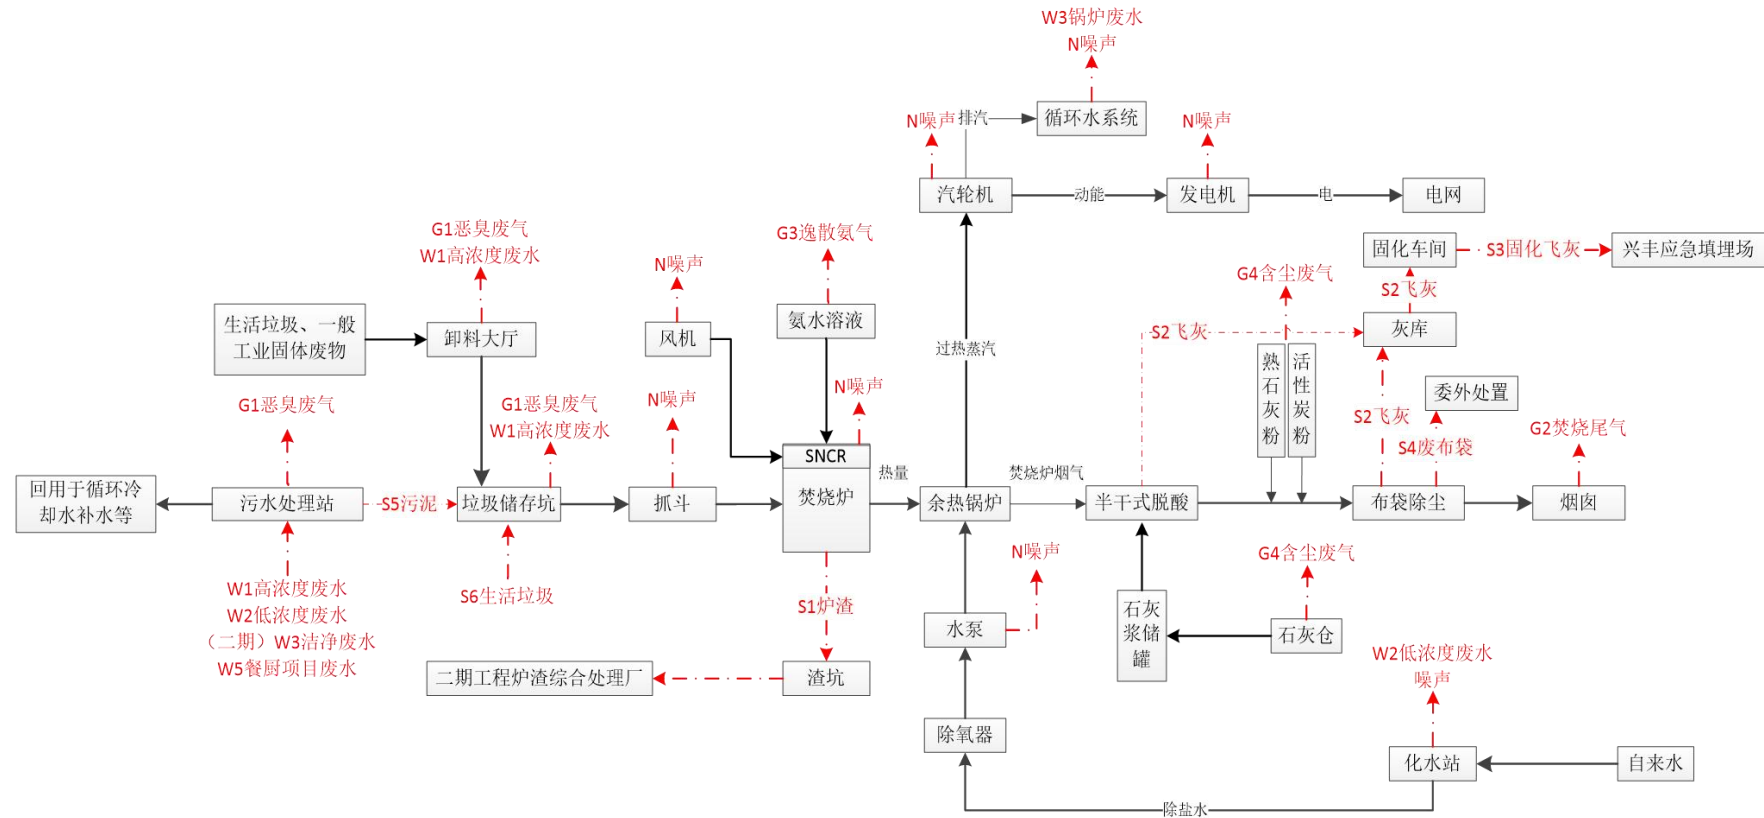 W3锅炉废水
N噪声
N噪声
排汽
循环水系统
N噪声
汽轮机
动能
发电机
电
电网
G1恶臭废气
W1高浓度废水
G3逸散氨气
固化车间
S3固化飞灰
兴丰应急填埋场
N噪声
G4含尘废气
S2飞灰
生活垃圾、一般
工业固体废物
卸料大厅
风机
氨水溶液
过热蒸汽
S2飞灰
灰库
熟石灰粉
活性炭粉
G1恶臭废气
G1恶臭废气
W1高浓度废水
N噪声
N噪声
委外处置
S2飞灰
S4废布袋
G2焚烧尾气
SNCR
焚烧炉
热量
焚烧炉烟气
回用于循环冷
却水补水等
污水处理站
S5污泥
垃圾储存坑
抓斗
余热锅炉
半干式脱酸
布袋除尘
烟囱
N噪声
G4含尘废气
W1高浓度废水
W2低浓度废水
（二期）W3洁净废水
W5餐厨项目废水
S6生活垃圾
S1炉渣
水泵
石灰
浆储
罐
石灰仓
二期工程炉渣综合处理厂
渣坑
W2低浓度废水
噪声
除氧器
化水站
自来水
除盐水